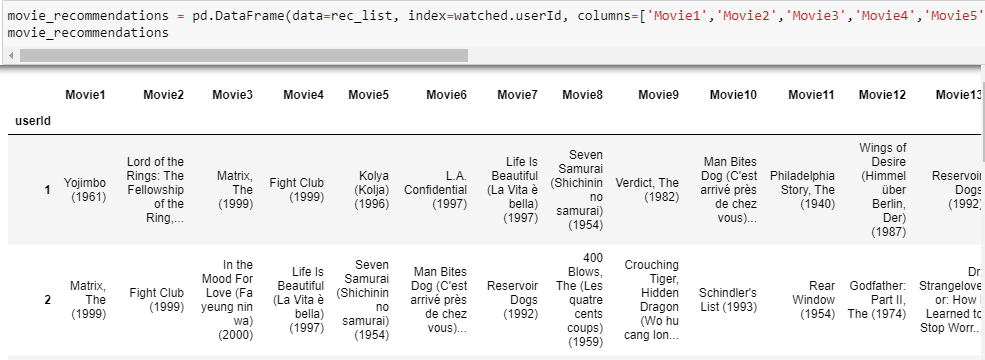 movie_recommendations = pd.DataFrame(data=rec_list, index=watched.userId, columns=['Movie1','Movie2','Movie3','Movie4','Movie5'
movie_recommendations
Movie1 Movie2 Movie3 Movie4 Movie5 Movie6 Movie7 Movie8 Movie9 Movie10 Movie11 Movie12 Movie13
userId
1
Yojimbo
(1961)
Lord of the
Rings: The
Fellowship
of the
Ring,...
Matrix,
The
(1999)
Fight Club
(1999)
Kolya
(Kolja)
(1996)
L.A.
Confidential
(1997)
Life Is
Beautiful
(La Vita è
bella)
(1997)
Seven
Samurai
(Shichinin
no
samurai)
(1954)
Verdict, The
(1982)
Man Bites
Dog (C'est
arrivé près
de chez
vous)...
Philadelphia
Story, The
(1940)
Wings of
Desire
(Himmel
über
Berlin,
Der)
(1987)
Reservoir
Dogs
(1992)
2
Matrix,
The
(1999)
Fight Club
(1999)
In the
Mood For
Love (Fa
yeung nin
wa)
(2000)
Life Is
Beautiful
(La Vita è
bella)
(1997)
Seven
Samurai
(Shichinin
no
samurai)
(1954)
Man Bites
Dog (C'est
arrivé près
de chez
vous)...
Reservoir
Dogs
(1992)
400
Blows,
The (Les
quatre
cents
coups)
(1959)
Crouching
Tiger,
Hidden
Dragon
(Wo hu
cang lon...
Schindler's
List (1993)
Rear
Window
(1954)
Godfather:
Part II,
The (1974)
Dr.
Strangelove
or: How I
Learned to
Stop Worr...